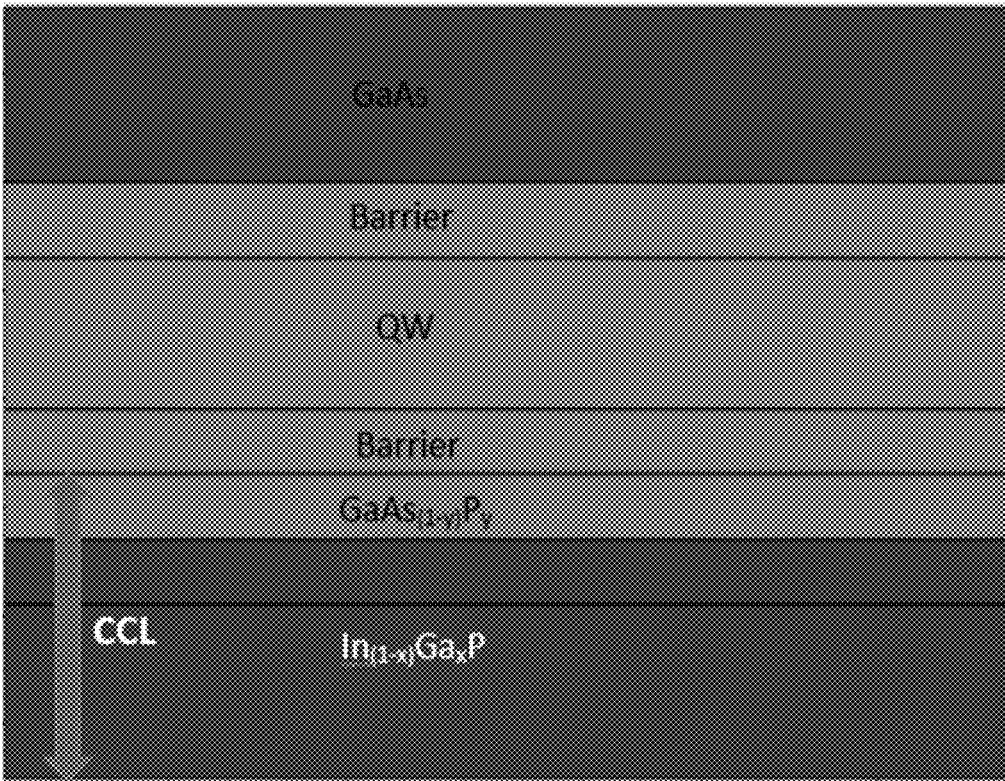 GaAs
Barrier
QW
Barrier
GaAs(1-y)Py
CCL
In(1-x)GaxP